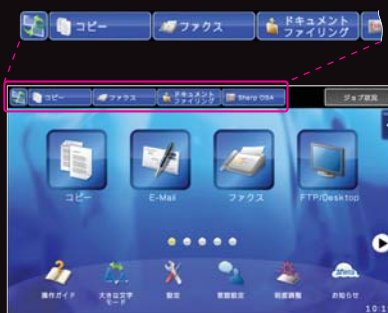 コピー
ファクス
ドキュメント
ファイリング
コピー
ファクス
ドキュメント
ファイリング
Sharp OSA
ジョブ状況
コピー
E-Mail
ファクス
FTP/Desktop
操作ガイド
大きな文字
モード
設定
言語設定
明度調整
お知らせ
10:1